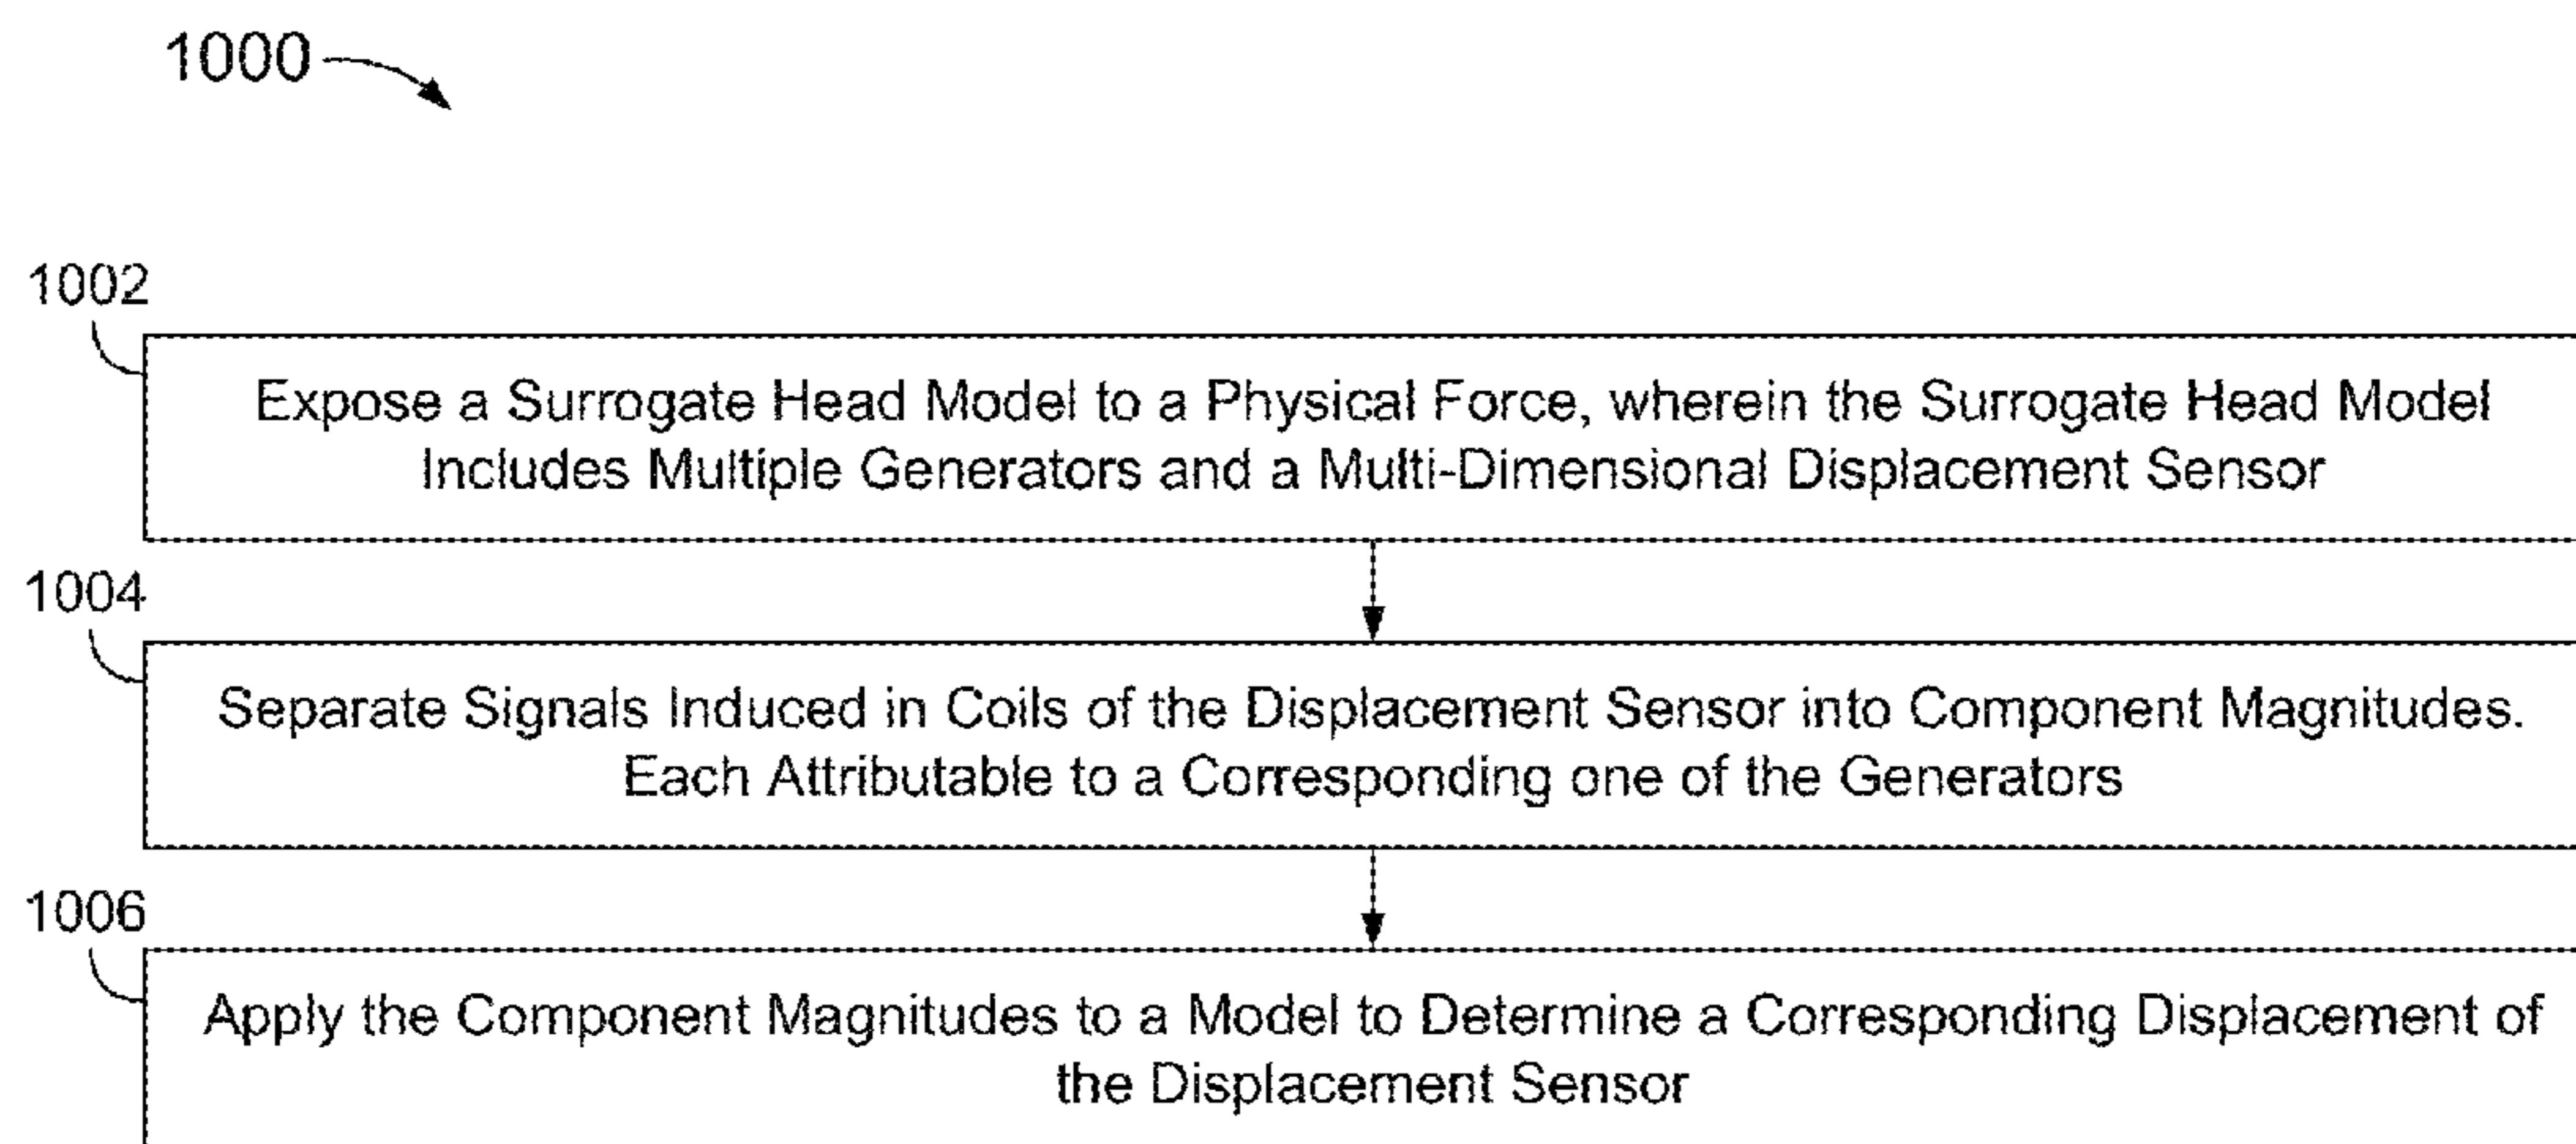 1000
1002
Expose a Surrogate Head Model to a Physical Force, wherein the Surrogate Head Model
Includes Multiple Generators and a Multi-Dimensional Displacement Sensor
1004
Separate Signals Induced in Coils of the Displacement Sensor into Component Magnitudes.
Each Attributable to a Corresponding one of the Generators
1006
Apply the Component Magnitudes to a Model to Determine a Corresponding Displacement of
the Displacement Sensor